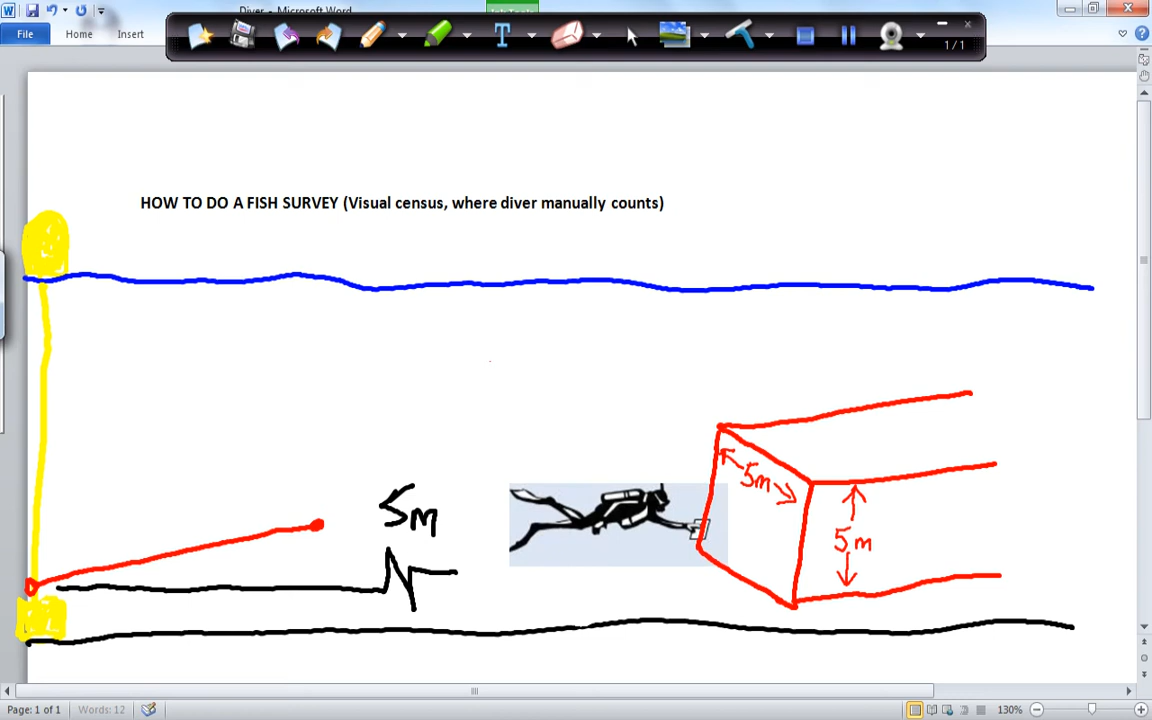 Diver - Microsoft Word
File
Home
Insert
1/1
HOW TO DO A FISH SURVEY (Visual census, where diver manually counts)
5m
5m
5m
Page: 1 of 1
Words: 12
130%